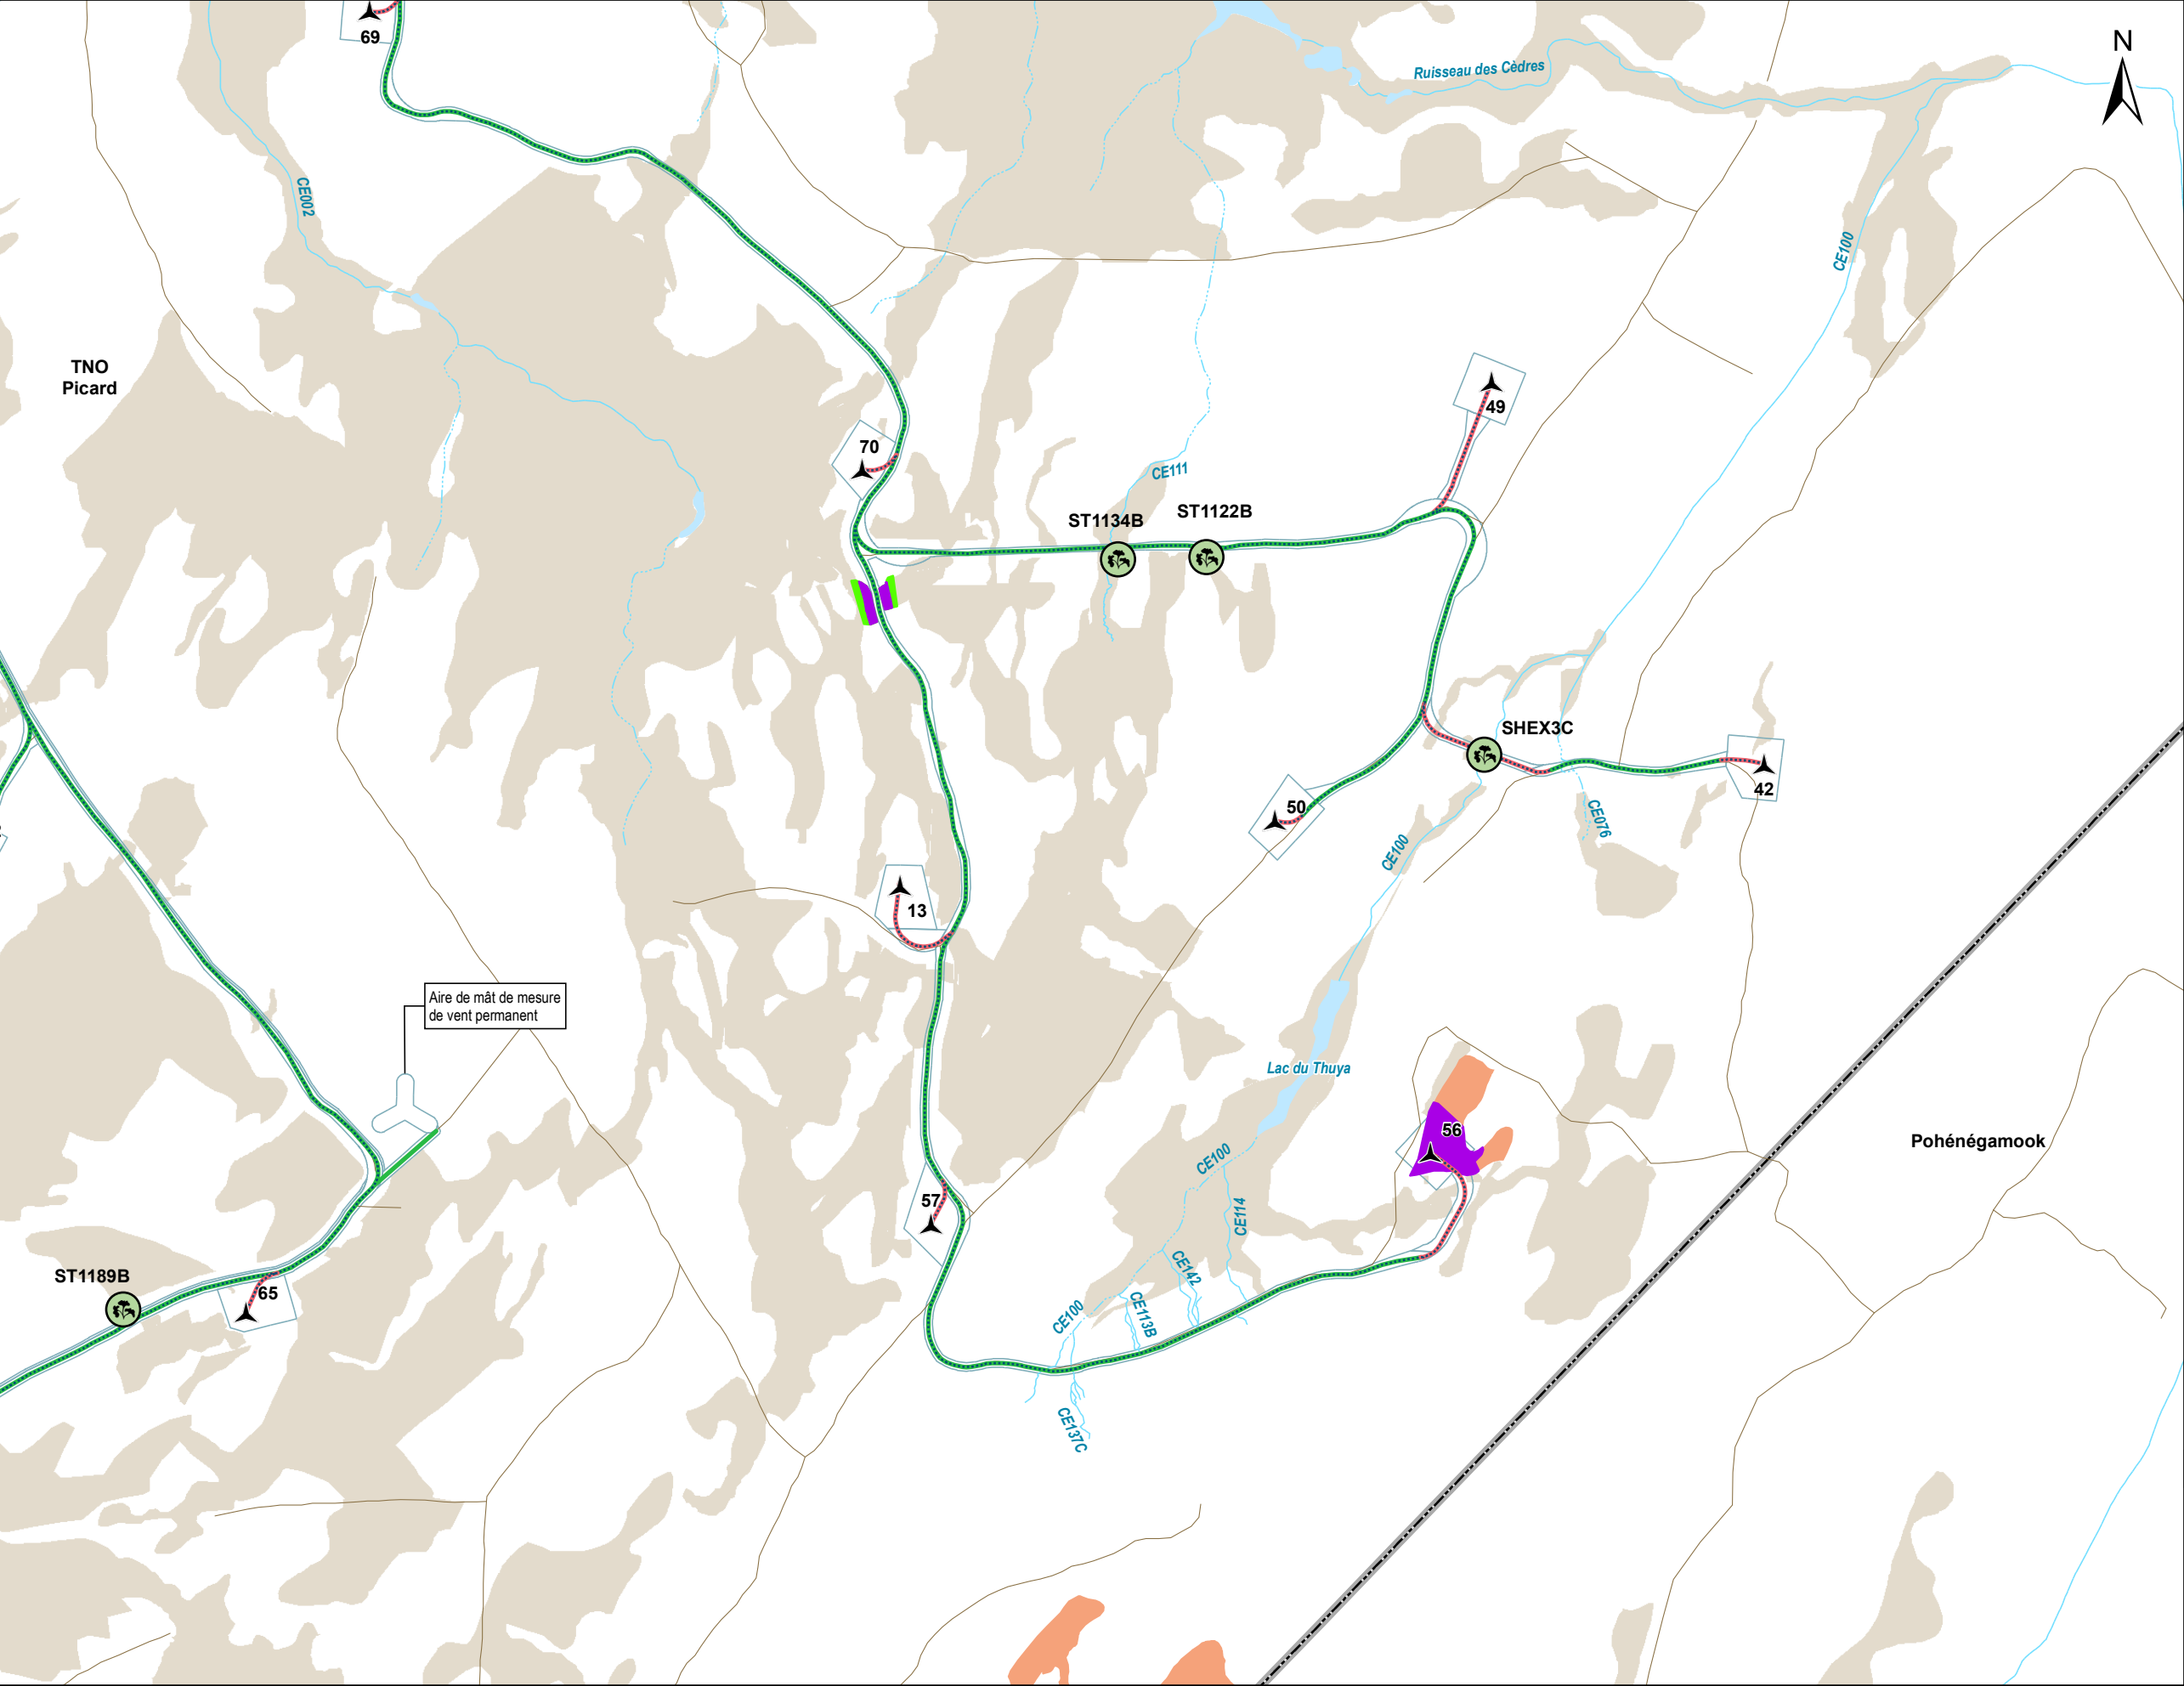 69
N
Ruisseau des Cèdres
CE002
CE100
TNO
Picard
49
70
CE111
ST1134B
ST1122B
SHEX3C
42
50
CE076
CE100
13
Aire de mât de mesure
de vent permanent
Lac du Thuya
56
Pohénégamook
CE100
57
CE114
CE142
ST1189B
65
CE100
CE113B
CE137C